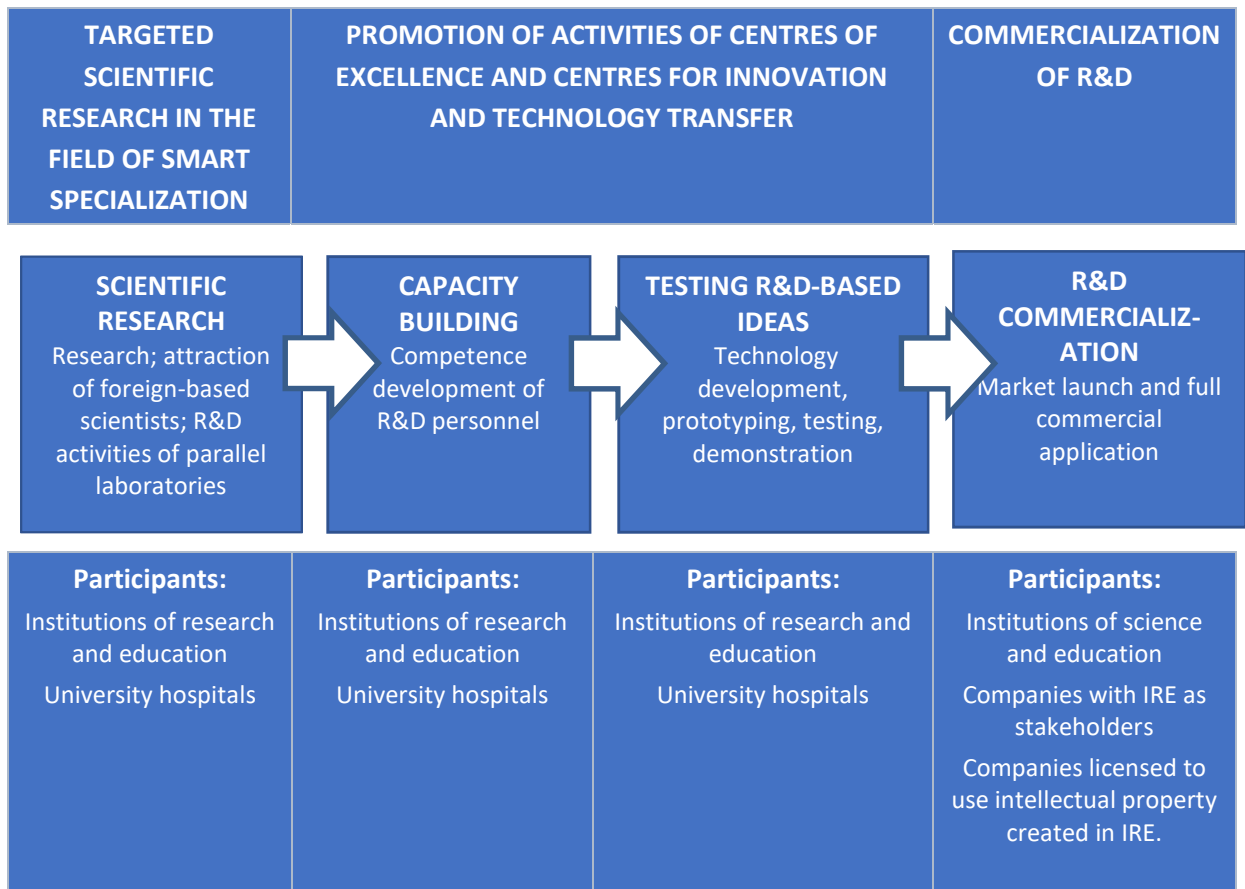 TARGETED
SCIENTIFIC
RESEARCH IN THE
FIELD OF SMART
SPECIALIZATION
PROMOTION OF ACTIVITIES OF CENTRES OF
EXCELLENCE AND CENTRES FOR INNOVATION
AND TECHNOLOGY TRANSFER
COMMERCIALIZATION
OF R&D
SCIENTIFIC
RESEARCH
Research; attraction
of foreign-based
scientists; R&D
activities of parallel
laboratories
CAPACITY
BUILDING
Competence
development of
R&D personnel
TESTING R&D-BASED
IDEAS
Technology
development,
prototyping, testing,
demonstration
R&D
COMMERCIALIZ-
ATION
Market launch and full
commercial
application
Participants:
Institutions of research
and education
University hospitals
Participants:
Institutions of research
and education
University hospitals
Participants:
Institutions of research and
education
University hospitals
Participants:
Institutions of science
and education
Companies with IRE as
stakeholders
Companies licensed to
use intellectual property
created in IRE.